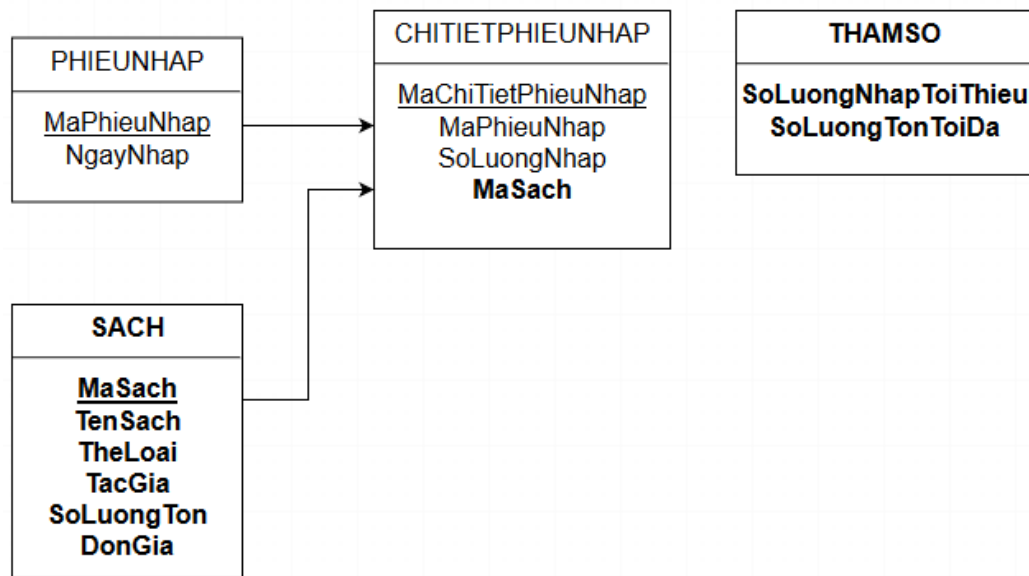 PHIEUNHAP
MaPhieuNhap
NgayNhap
CHITIETPHIEUNHAP
MaChiTietPhieuNhap
MaPhieuNhap
SoLuongNhap
MaSach
THAMSO
SoLuongNhapToiThieu
SoLuongTonToiDa
SACH
MaSach
TenSach
TheLoai
TacGia
SoLuongTon
DonGia